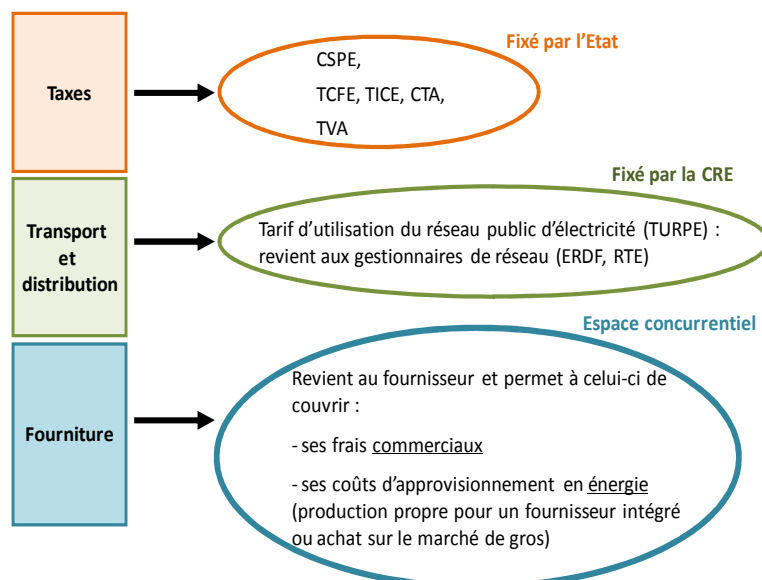 Fixé par l'Etat
Taxes
CSPE,
TCFE, TICE, CTA,
TVA
Fixé par la CRE
Transport
et
distribution
Tarif d'utilisation du réseau public d'électricité (TURPE) :
revient aux gestionnaires de réseau (ERDF, RTE)
Espace concurrentiel
Fourniture
Revient au fournisseur et permet à celui-ci de
couvrir :
- ses frais commerciaux
- ses coûts d'approvisionnement en énergie
(production propre pour un fournisseur intégré
ou achat sur le marché de gros)